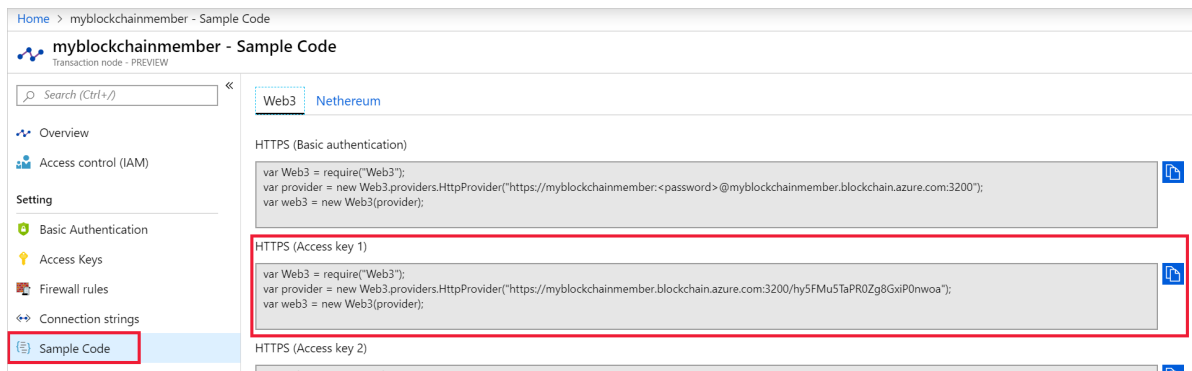 Home > myblockchainmember - Sample Code
myblockchainmember - Sample Code
Transaction node - PREVIEW
Search (Ctrl+/)
«
Overview
Access control (IAM)
Setting
Basic Authentication
Access Keys
Firewall rules
Connection strings
Sample Code
Web3 Nethereum
HTTPS (Basic authentication)
var Web3 = require("Web3");
var provider = new Web3.providers.HttpProvider("https://myblockchainmember:<password>@myblockchainmember.blockchain.azure.com:3200");
var web3 = new Web3(provider);
HTTPS (Access key 1)
var Web3 = require("Web3");
var provider = new Web3.providers.HttpProvider("https://myblockchainmember.blockchain.azure.com:3200/hy5FMu5TaPR0Zg8GxiP0nwoa");
var web3 = new Web3(provider);
HTTPS (Access key 2)